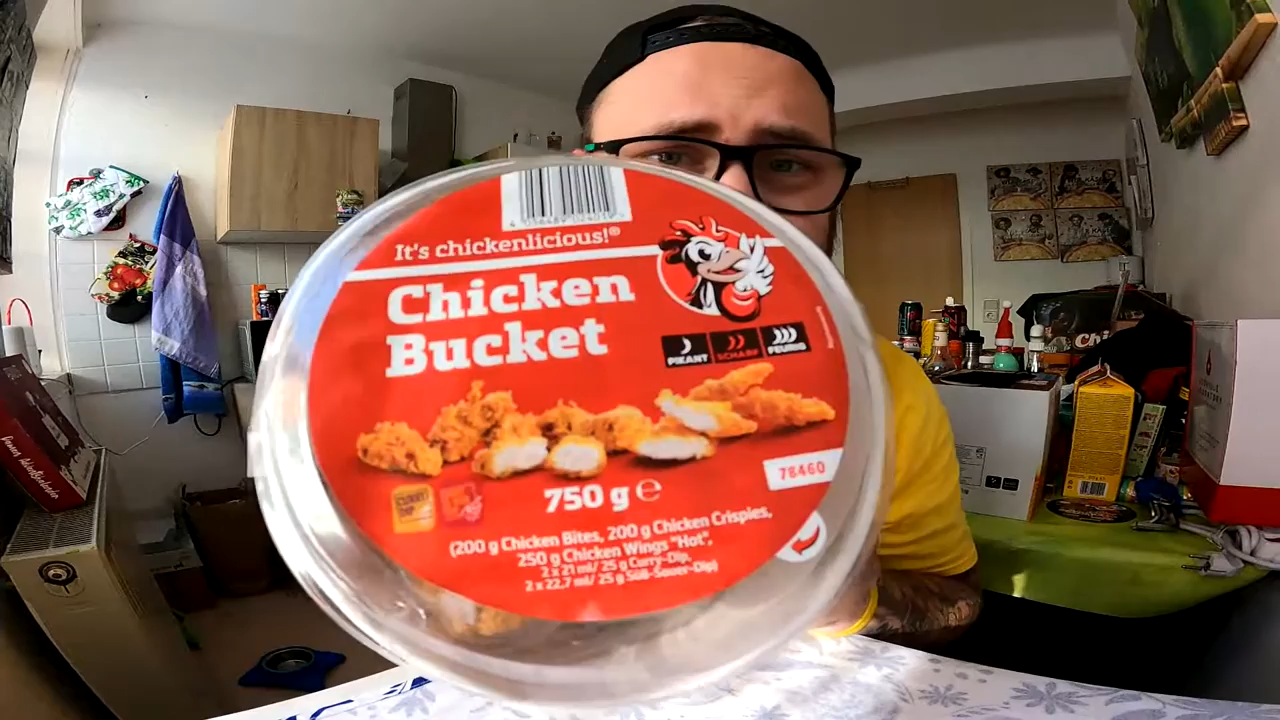 It's chickenlicious!®
Chicken
Bucket
PIKANT SCHARF FEURIG
78460
750 g e
(200 g Chicken Bites, 200 g Chicken Crispies,
250 g Chicken Wings "Hot",
2 x 21 ml/ 25 g Curry-Dip,
2 x 22,7 ml/ 25 g Süß-Sauer-Dip)